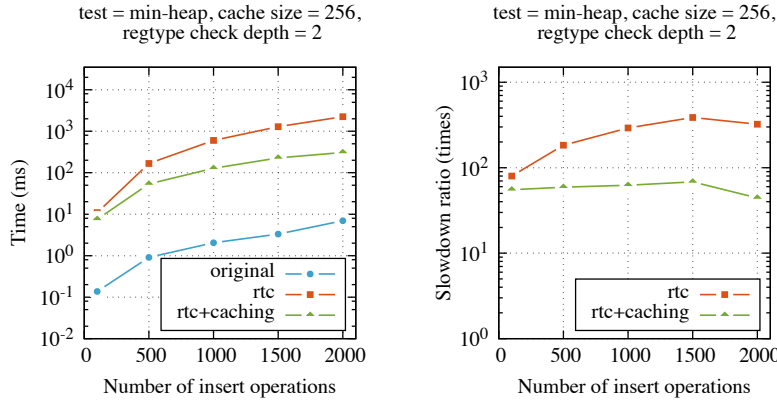 test = min-heap, cache size = 256,
regtype check depth = 2
Time (ms)
10^4
10^3
10^2
10^1
10^0
10^-1
10^-2
original
rtc
rtc+caching
0 500 1000 1500 2000
Number of insert operations
test = min-heap, cache size = 256,
regtype check depth = 2
Slowdown ratio (times)
10^3
10^2
10^1
10^0
rtc
rtc+caching
0 500 1000 1500 2000
Number of insert operations